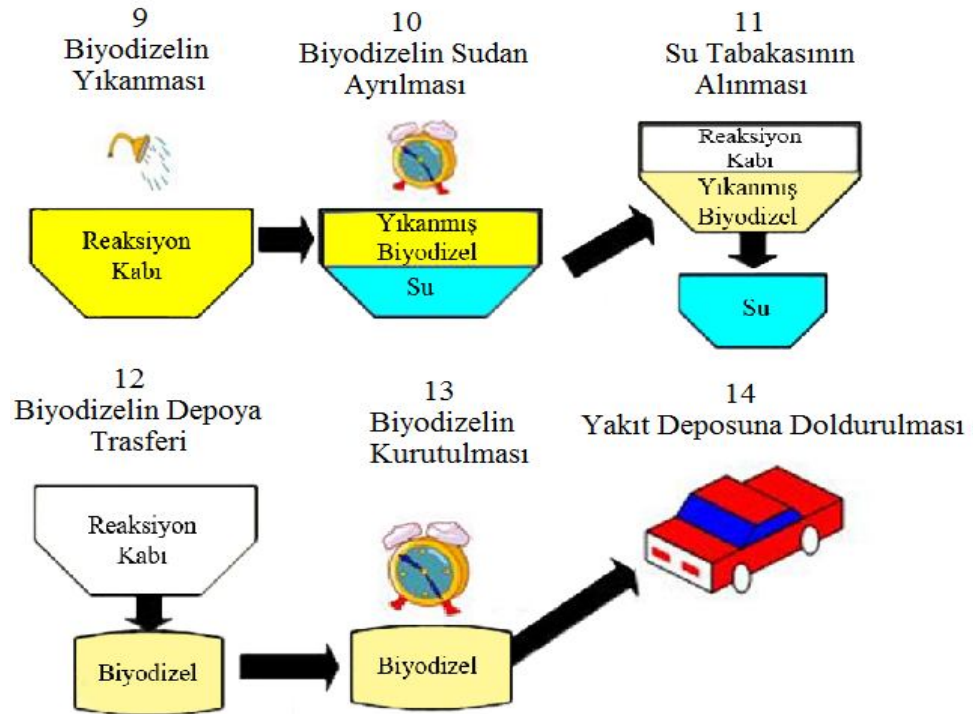 9
Biyodizelin
Yıkanması
10
Biyodizelin Sudan
Ayrılması
11
Su Tabakasının
Alınması
Reaksiyon
Kabı
Yıkanmış
Biyodizel
Su
Reaksiyon
Kabı
Yıkanmış
Biyodizel
Su
12
Biyodizelin Depoya
Trasferi
13
Biyodizelin
Kurutulması
14
Yakıt Deposuna Doldurulması
Reaksiyon
Kabı
Biyodizel
Biyodizel